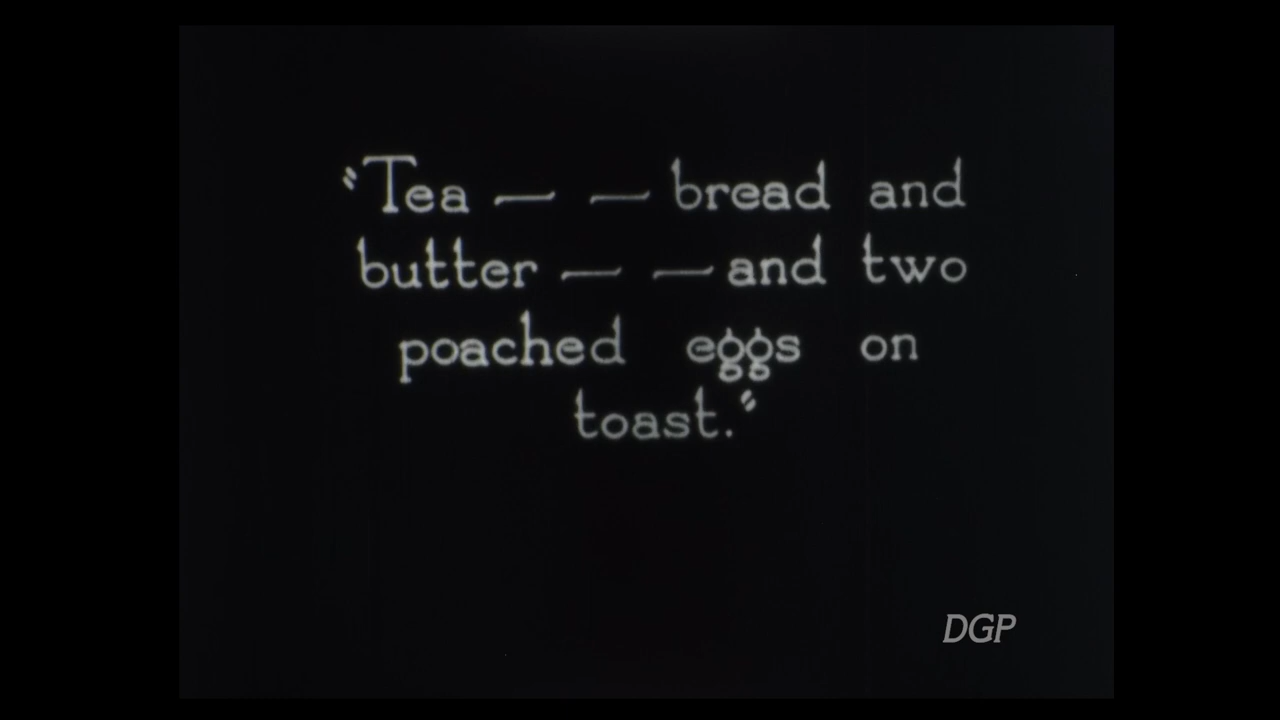 "Tea — — bread and
butter — — and two
poached eggs on
toast."
DGP